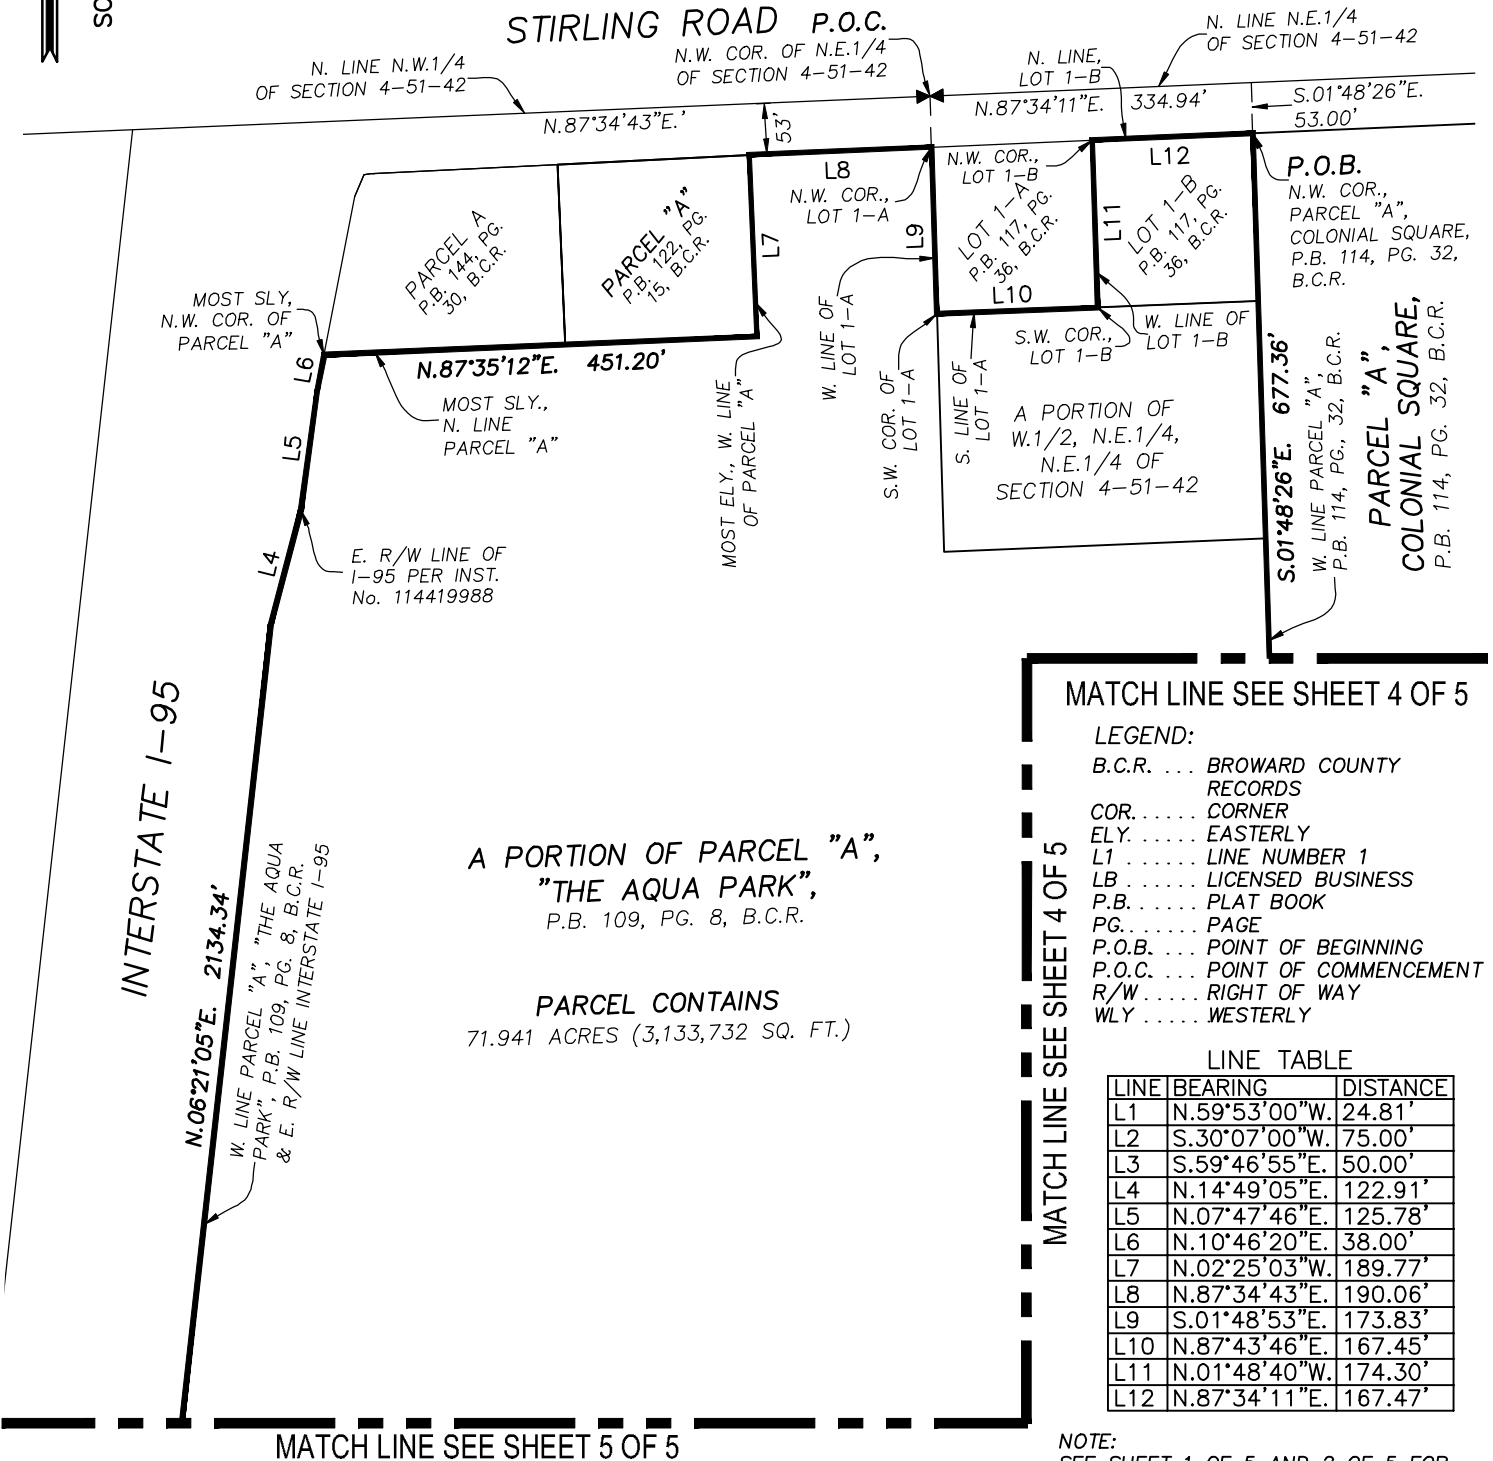 SO
STIRLING ROAD P.O.C.
N.W. COR. OF N.E.1/4
OF SECTION 4-51-42
N. LINE N.E.1/4
OF SECTION 4-51-42
N. LINE N.W.1/4
OF SECTION 4-51-42
N. LINE,
LOT 1-B
N.87°34'43"E.'
53'
N.87°34'11"E. 334.94'
S.01°48'26"E.
53.00'
L8
N.W. COR.,
LOT 1-A
N.W. COR.,
LOT 1-B
L12
P.O.B.
N.W. COR.,
PARCEL "A",
COLONIAL SQUARE,
P.B. 114, PG. 32,
B.C.R.
PARCEL A
P.B. 144, PG.
30, B.C.R.
PARCEL "A"
P.B. 122, PG.
15, B.C.R.
L7
L9
LOT 1-A
P.B. 117, PG.
36, B.C.R.
L11
LOT 1-B
P.B. 117, PG.
36, B.C.R.
L10
MOST SLY,
N.W. COR. OF
PARCEL "A"
L6
N.87°35'12"E. 451.20'
MOST SLY.,
N. LINE
PARCEL "A"
W. LINE OF
LOT 1-A
S.W. COR.,
LOT 1-B
W. LINE OF
LOT 1-B
MOST ELY., W. LINE
OF PARCEL "A"
S.W. COR. OF
LOT 1-A
S. LINE OF
LOT 1-A
A PORTION OF
W.1/2, N.E.1/4,
N.E.1/4 OF
SECTION 4-51-42
S.01°48'26"E. 677.36'
W. LINE PARCEL "A",
P.B. 114, PG., 32, B.C.R.
PARCEL "A",
COLONIAL SQUARE,
P.B. 114, PG. 32, B.C.R.
L5
L4
E. R/W LINE OF
I-95 PER INST.
No. 114419988
INTERSTATE I-95
N.06°21'05"E. 2134.34'
W. LINE PARCEL "A", "THE AQUA
PARK", P.B. 109, PG. 8, B.C.R.
& E. R/W LINE INTERSTATE I-95
A PORTION OF PARCEL "A",
"THE AQUA PARK",
P.B. 109, PG. 8, B.C.R.
PARCEL CONTAINS
71.941 ACRES (3,133,732 SQ. FT.)
MATCH LINE SEE SHEET 4 OF 5
MATCH LINE SEE SHEET 4 OF 5
LEGEND:
B.C.R. .... BROWARD COUNTY
RECORDS
COR. ..... CORNER
ELY. ..... EASTERLY
L1 ...... LINE NUMBER 1
LB ...... LICENSED BUSINESS
P.B. ..... PLAT BOOK
PG. ...... PAGE
P.O.B. ... POINT OF BEGINNING
P.O.C. ... POINT OF COMMENCEMENT
R/W ..... RIGHT OF WAY
WLY ..... WESTERLY
LINE TABLE
LINE BEARING DISTANCE
L1 N.59°53'00"W. 24.81'
L2 S.30°07'00"W. 75.00'
L3 S.59°46'55"E. 50.00'
L4 N.14°49'05"E. 122.91'
L5 N.07°47'46"E. 125.78'
L6 N.10°46'20"E. 38.00'
L7 N.02°25'03"W. 189.77'
L8 N.87°34'43"E. 190.06'
L9 S.01°48'53"E. 173.83'
L10 N.87°43'46"E. 167.45'
L11 N.01°48'40"W. 174.30'
L12 N.87°34'11"E. 167.47'
MATCH LINE SEE SHEET 5 OF 5
NOTE:
SEE SHEET 1 OF 5 AND 2 OF 5 FOR